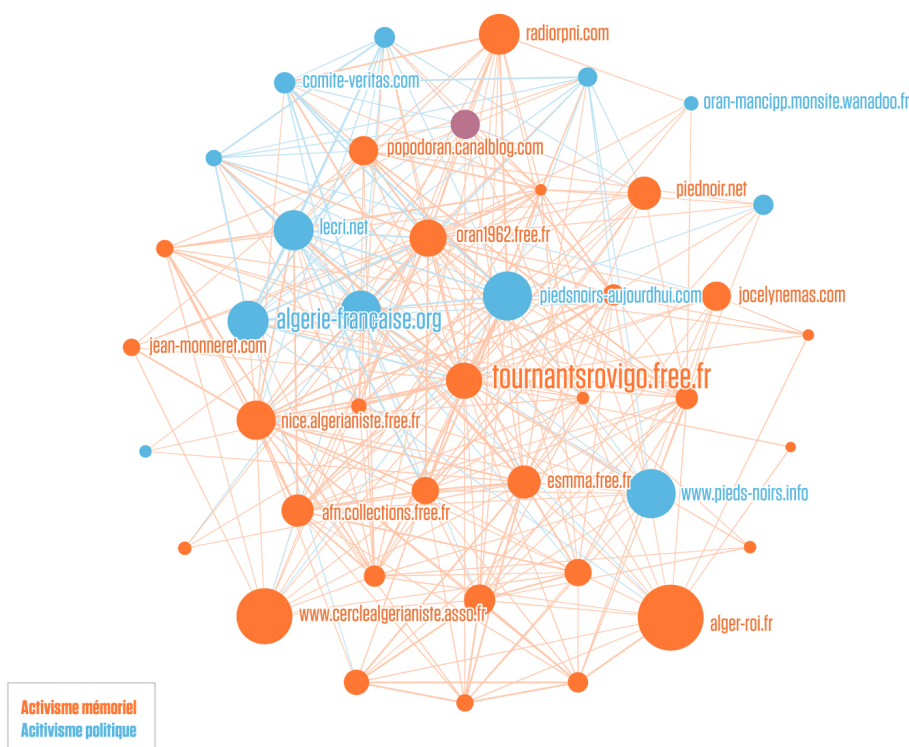 radiorpni.com
comite-veritas.com
oran-mancipp.monsite.wanadoo.fr
popodoran.canalblog.com
piednoir.net
lecri.net
oran1962.free.fr
piedsnoirs-aujourdhui.com
jocelynemas.com
algerie-francaise.org
jean-monneret.com
tournantsrovigo.free.fr
nice.algerianiste.free.fr
esmma.free.fr
www.pieds-noirs.info
afn.collections.free.fr
www.cerclealgerianiste.asso.fr
alger-roi.fr
Activisme mémoriel
Acitivisme politique